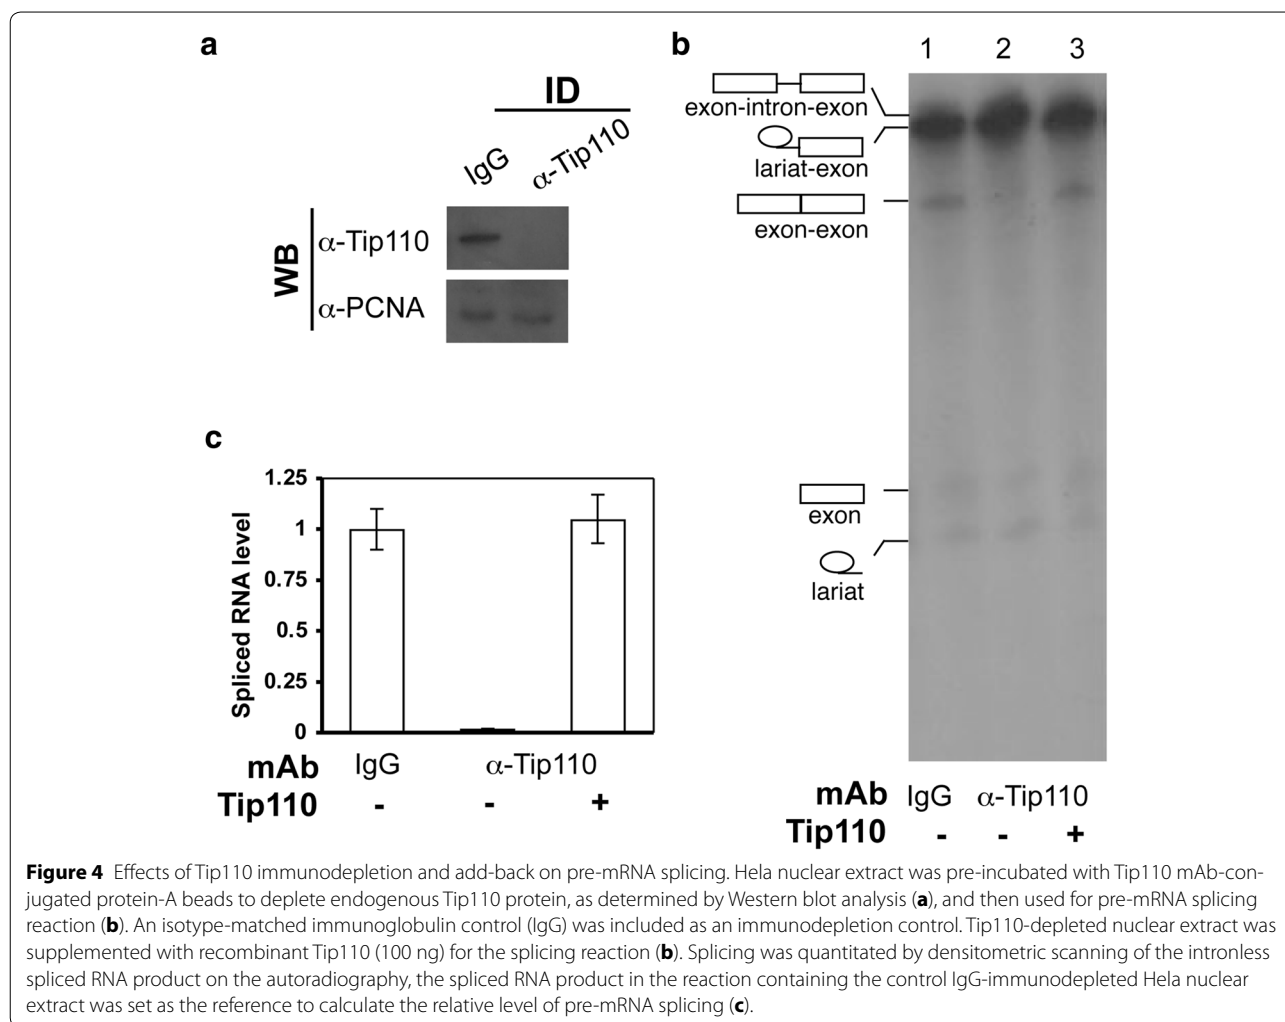 a
ID
IgG
α-Tip110
WB
α-Tip110
α-PCNA
b
1 2 3
exon-intron-exon
lariat-exon
exon-exon
exon
lariat
mAb IgG α-Tip110
Tip110 - - +
c
Spliced RNA level
1.25
1
0.75
0.5
0.25
0
mAb IgG α-Tip110
Tip110 - - +
Figure 4 Effects of Tip110 immunodepletion and add-back on pre-mRNA splicing. Hela nuclear extract was pre-incubated with Tip110 mAb-con-
jugated protein-A beads to deplete endogenous Tip110 protein, as determined by Western blot analysis (a), and then used for pre-mRNA splicing
reaction (b). An isotype-matched immunoglobulin control (IgG) was included as an immunodepletion control. Tip110-depleted nuclear extract was
supplemented with recombinant Tip110 (100 ng) for the splicing reaction (b). Splicing was quantitated by densitometric scanning of the intronless
spliced RNA product on the autoradiography, the spliced RNA product in the reaction containing the control IgG-immunodepleted Hela nuclear
extract was set as the reference to calculate the relative level of pre-mRNA splicing (c).